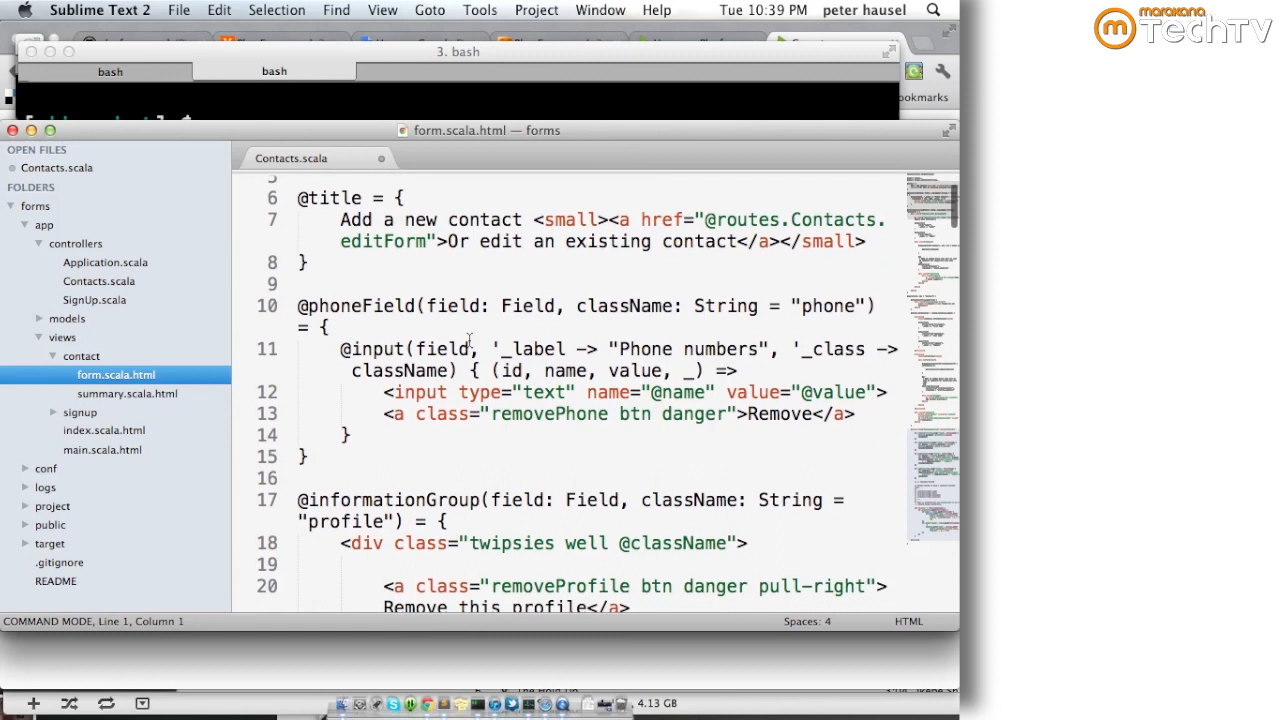 Sublime Text 2 File Edit Selection Find View Goto Tools Project Window Help Tue 10:39 PM peter hausel
marakana
TechTV
3. bash
bash bash
ookmarks
form.scala.html — forms
OPEN FILES
Contacts.scala
FOLDERS
forms
app
controllers
Application.scala
Contacts.scala
SignUp.scala
models
views
contact
form.scala.html
summary.scala.html
signup
index.scala.html
main.scala.html
conf
logs
project
public
target
.gitignore
README
Contacts.scala
5
6 @title = {
7 Add a new contact <small><a href="@routes.Contacts.
editForm">Or edit an existing contact</a></small>
8 }
9
10 @phoneField(field: Field, className: String = "phone")
= {
11 @input(field, '_label -> "Phone numbers", '_class ->
className) { (id, name, value, _) =>
12 <input type="text" name="@name" value="@value">
13 <a class="removePhone btn danger">Remove</a>
14 }
15 }
16
17 @informationGroup(field: Field, className: String =
"profile") = {
18 <div class="twipsies well @className">
19
20 <a class="removeProfile btn danger pull-right">
Remove this profile</a>
COMMAND MODE, Line 1, Column 1 Spaces: 4 HTML
4.13 GB